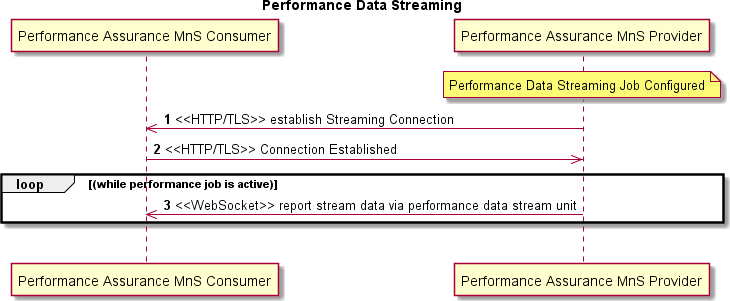 Performance Data Streaming
Performance Assurance MnS Consumer
Performance Assurance MnS Provider
Performance Data Streaming Job Configured
1 <<HTTP/TLS>> establish Streaming Connection
2 <<HTTP/TLS>> Connection Established
loop [(while performance job is active)]
3 <<WebSocket>> report stream data via performance data stream unit
Performance Assurance MnS Consumer
Performance Assurance MnS Provider